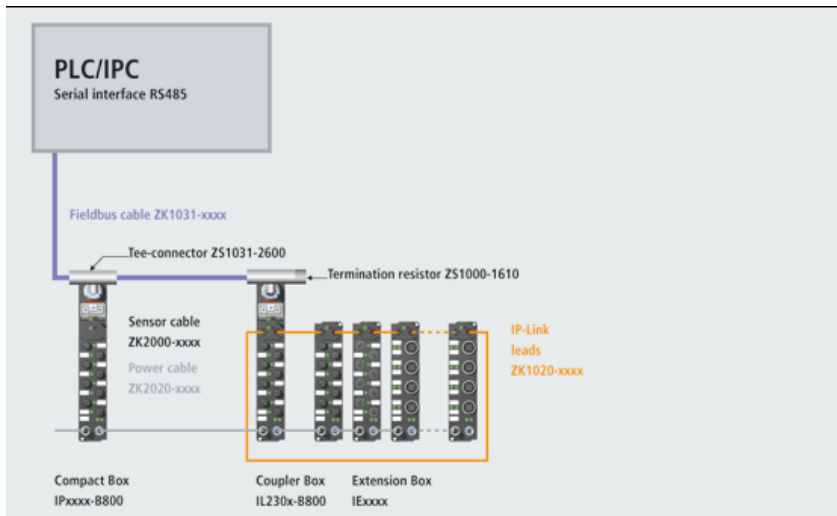 PLC/IPC
Serial interface RS485
Fieldbus cable ZK1031-xxxx
Tee-connector ZS1031-2600
Termination resistor ZS1000-1610
Sensor cable
ZK2000-xxxx
Power cable
ZK2020-xxxx
IP-Link
leads
ZK1020-xxxx
Compact Box
IPxxxx-B800
Coupler Box
IL230x-B800
Extension Box
IExxxx